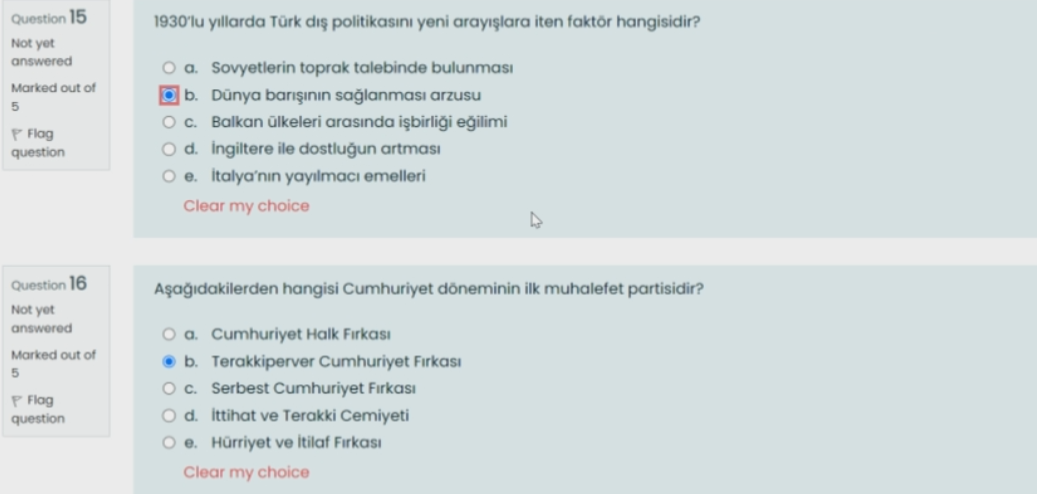 Question 15
Not yet
answered
Marked out of
5
Flag
question
1930'lu yıllarda Türk dış politikasını yeni arayışlara iten faktör hangisidir?
a. Sovyetlerin toprak talebinde bulunması
b. Dünya barışının sağlanması arzusu
c. Balkan ülkeleri arasında işbirliği eğilimi
d. İngiltere ile dostluğun artması
e. İtalya'nın yayılmacı emelleri
Clear my choice
Question 16
Not yet
answered
Marked out of
5
Flag
question
Aşağıdakilerden hangisi Cumhuriyet döneminin ilk muhalefet partisidir?
a. Cumhuriyet Halk Fırkası
b. Terakkiperver Cumhuriyet Fırkası
c. Serbest Cumhuriyet Fırkası
d. İttihat ve Terakki Cemiyeti
e. Hürriyet ve İtilaf Fırkası
Clear my choice